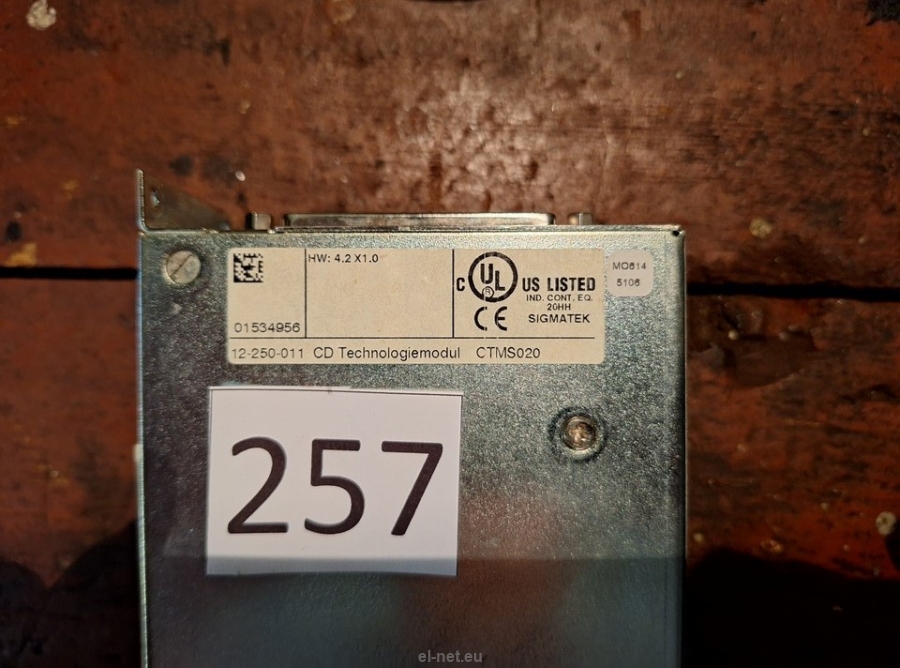 HW: 4.2 X1.0
01534956
C UL US LISTED
R
IND. CONT. EQ.
20HH
CE SIGMATEK
MO614
5106
12-250-011 CD Technologiemodul CTMS020
257
el-net.eu